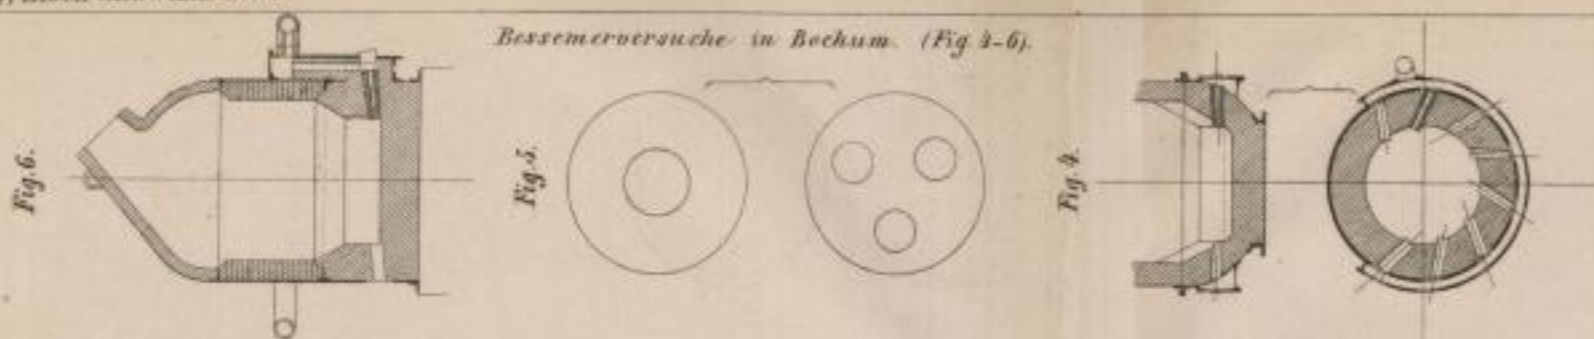 Bessemerversuche in Bochum. (Fig. 4-6).
Fig. 6.
Fig. 5.
Fig. 4.